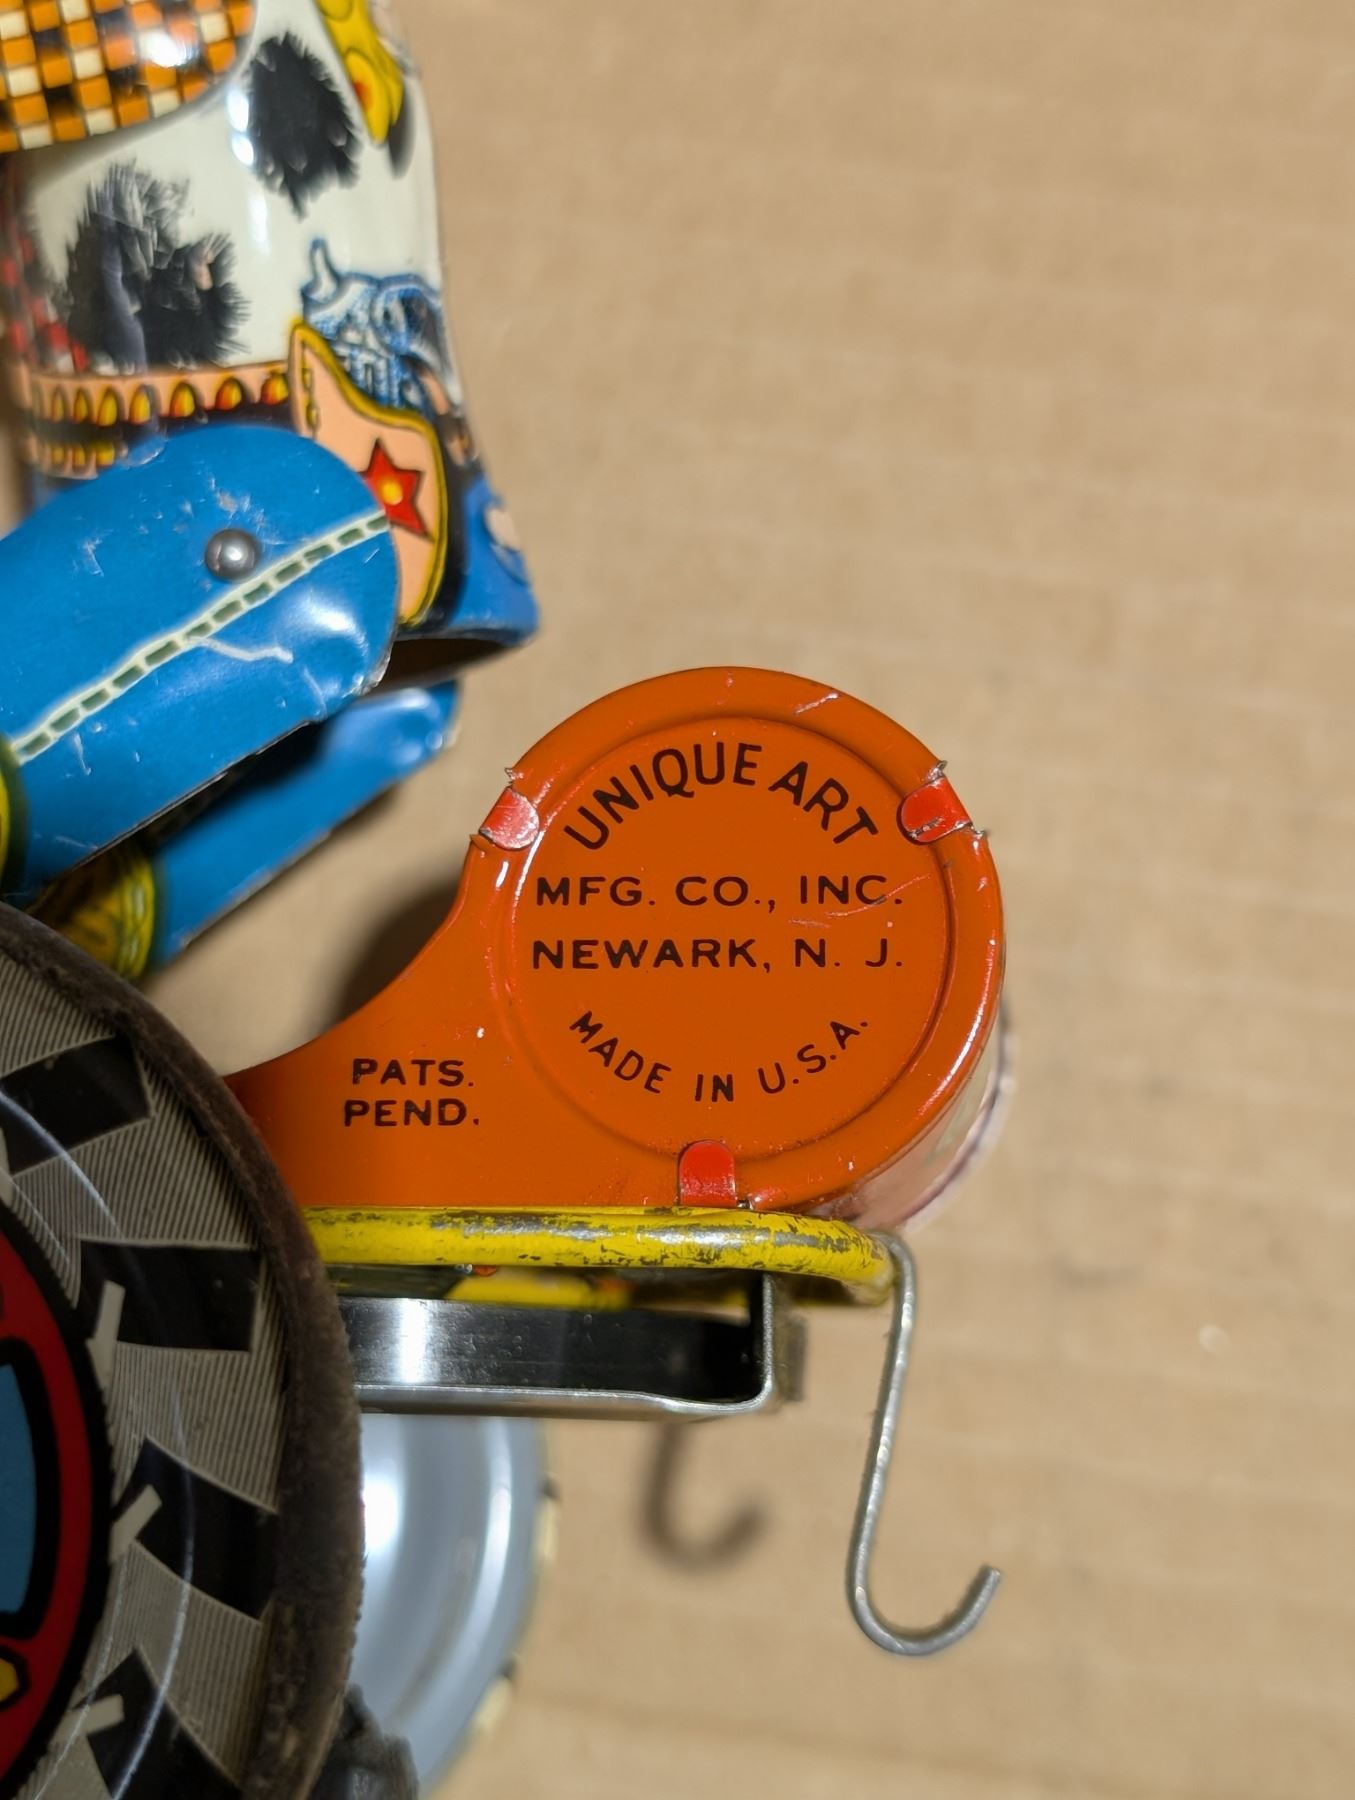 UNIQUE ART
MFG. CO., INC.
NEWARK, N. J.
MADE IN U.S.A.
PATS.
PEND.